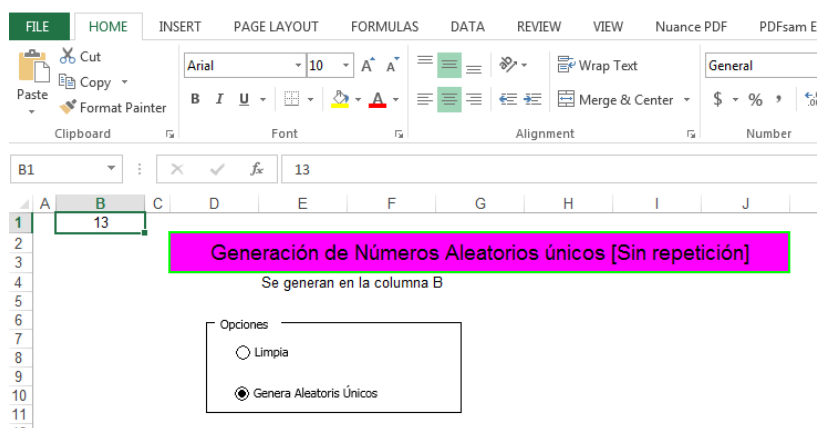 FILE HOME INSERT PAGE LAYOUT FORMULAS DATA REVIEW VIEW Nuance PDF PDFsam E
Cut
Copy
Format Painter
Paste
Clipboard
Arial 10 A A
B I U A
Font
Wrap Text
Merge & Center
Alignment
General
$ % ,
Number
B1 fx 13
A B C D E F G H I J
1 13
2
3 Generación de Números Aleatorios únicos [Sin repetición]
4 Se generan en la columna B
5
6 Opciones
7
8 Limpia
9
10 Genera Aleatoris Únicos
11